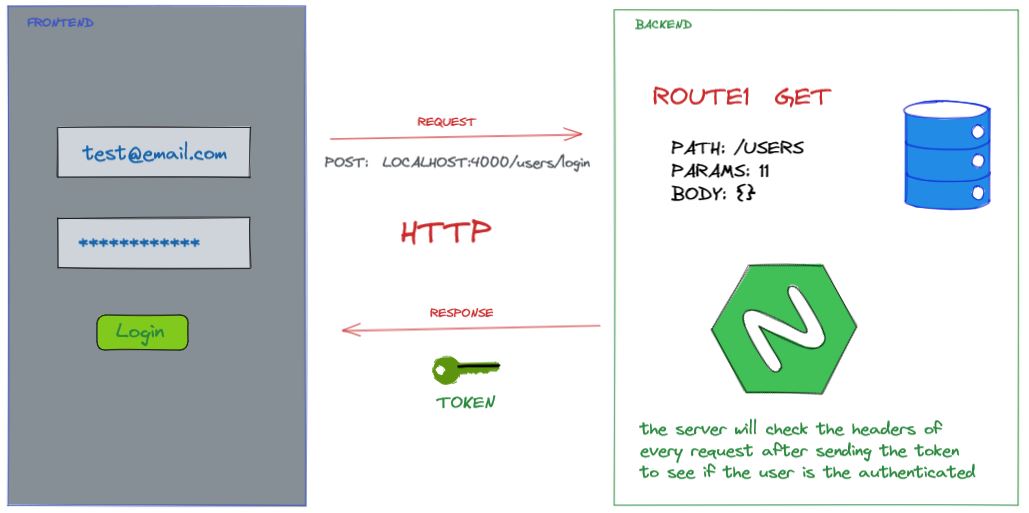 FRONTEND
test@email.com
************
Login
REQUEST
POST: LOCALHOST:4000/users/login
HTTP
RESPONSE
TOKEN
BACKEND
ROUTE1 GET
PATH: /USERS
PARAMS: 11
BODY: {}
N
the server will check the headers of
every request after sending the token
to see if the user is the authenticated